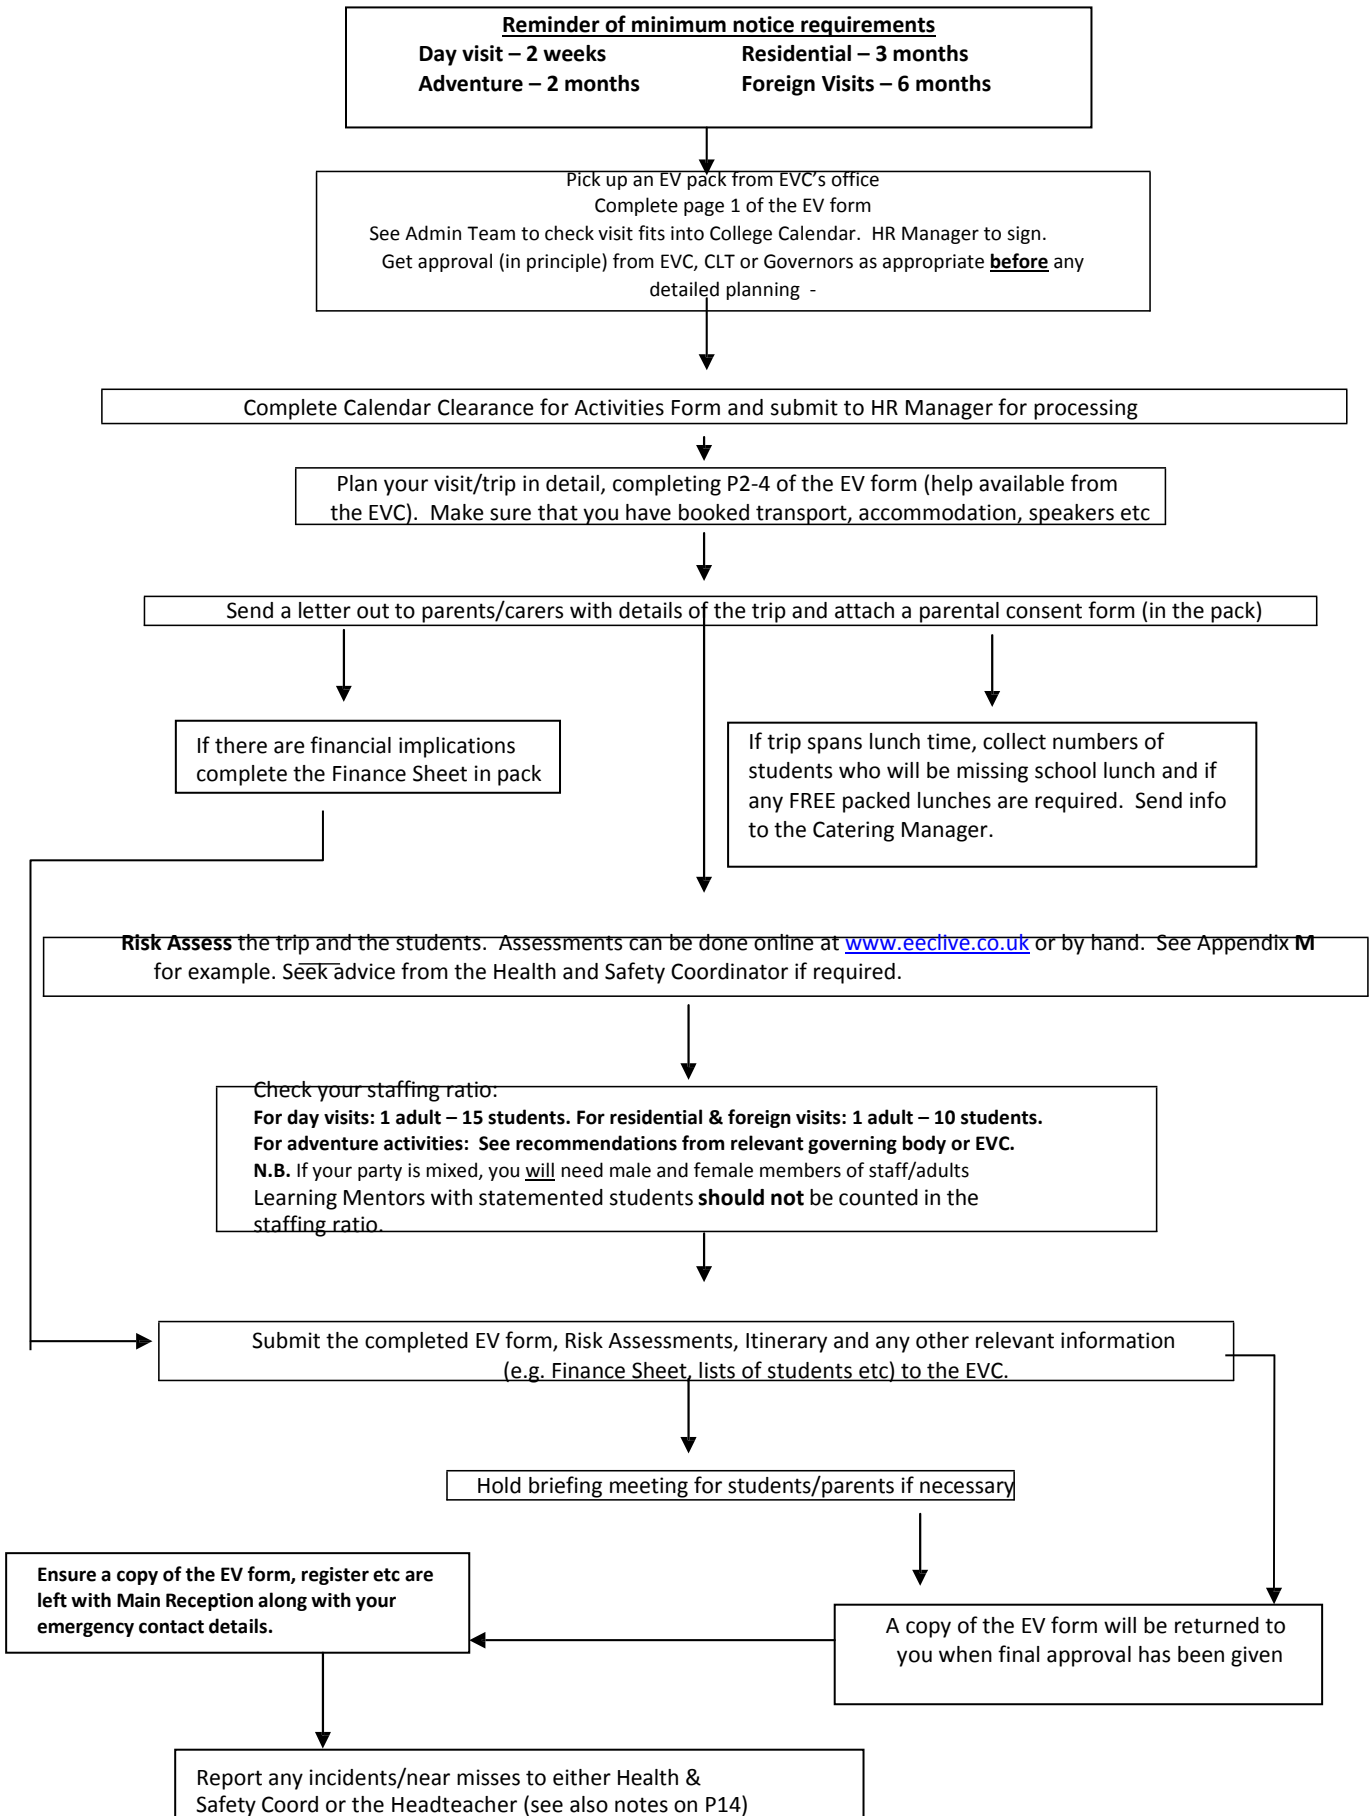 Reminder of minimum notice requirements
Day visit – 2 weeks Residential – 3 months
Adventure – 2 months Foreign Visits – 6 months
Pick up an EV pack from EVC's office
Complete page 1 of the EV form
See Admin Team to check visit fits into College Calendar. HR Manager to sign.
Get approval (in principle) from EVC, CLT or Governors as appropriate before any
detailed planning -
Complete Calendar Clearance for Activities Form and submit to HR Manager for processing
Plan your visit/trip in detail, completing P2-4 of the EV form (help available from
the EVC). Make sure that you have booked transport, accommodation, speakers etc
Send a letter out to parents/carers with details of the trip and attach a parental consent form (in the pack)
If there are financial implications
complete the Finance Sheet in pack
If trip spans lunch time, collect numbers of
students who will be missing school lunch and if
any FREE packed lunches are required. Send info
to the Catering Manager.
Risk Assess the trip and the students. Assessments can be done online at www.eeclive.co.uk or by hand. See Appendix M
for example. Seek advice from the Health and Safety Coordinator if required.
Check your staffing ratio:
For day visits: 1 adult – 15 students. For residential & foreign visits: 1 adult – 10 students.
For adventure activities: See recommendations from relevant governing body or EVC.
N.B. If your party is mixed, you will need male and female members of staff/adults
Learning Mentors with statemented students should not be counted in the
staffing ratio.
Submit the completed EV form, Risk Assessments, Itinerary and any other relevant information
(e.g. Finance Sheet, lists of students etc) to the EVC.
Hold briefing meeting for students/parents if necessary
Ensure a copy of the EV form, register etc are
left with Main Reception along with your
emergency contact details.
A copy of the EV form will be returned to
you when final approval has been given
Report any incidents/near misses to either Health &
Safety Coord or the Headteacher (see also notes on P14)